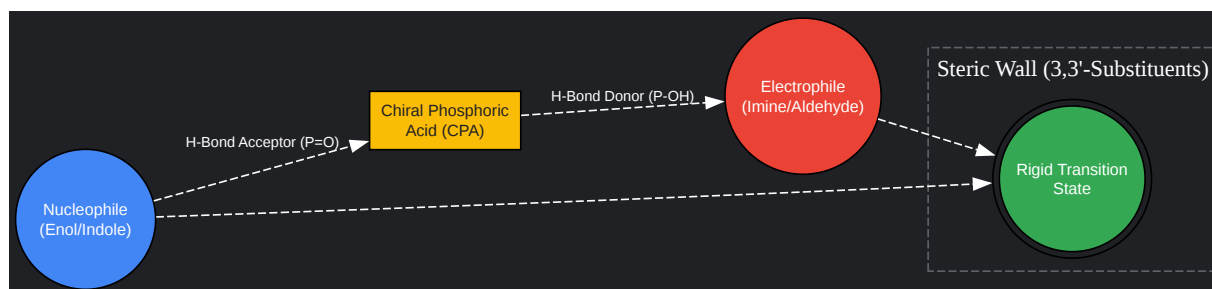 Steric Wall (3,3'-Substituents)
Electrophile
(Imine/Aldehyde)
H-Bond Donor (P-OH)
Chiral Phosphoric
Acid (CPA)
H-Bond Acceptor (P=O)
Rigid Transition
State
Nucleophile
(Enol/Indole)